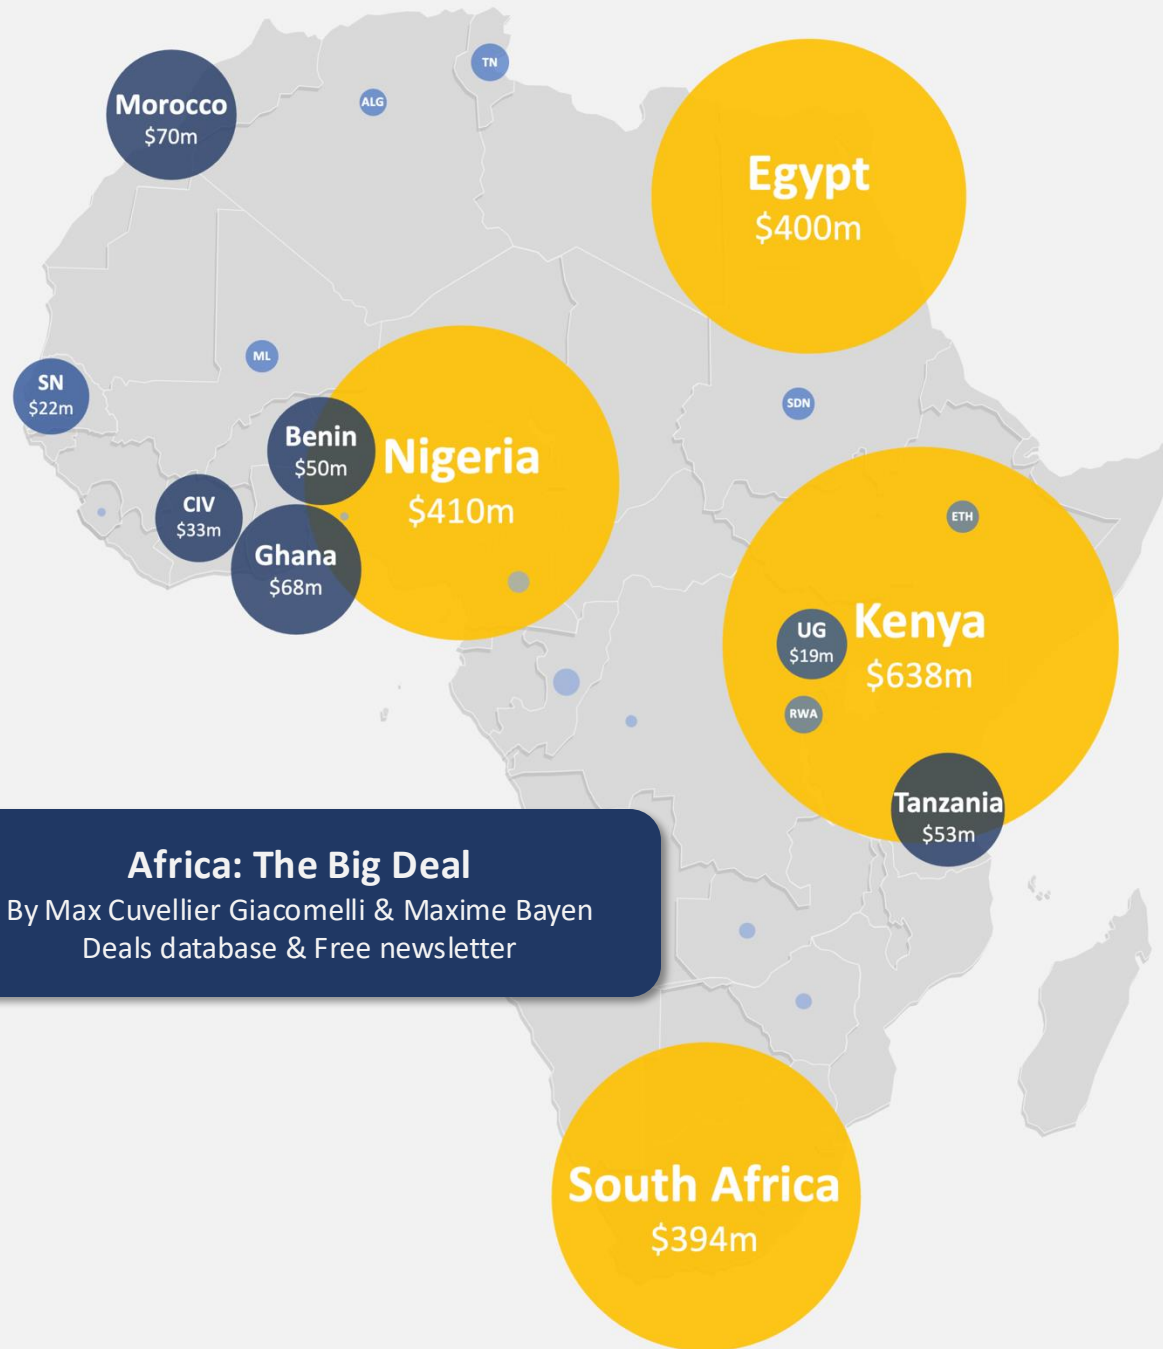 TN
ALG
Morocco
$70m
Egypt
$400m
ML
SN
$22m
SDN
Benin
$50m
Nigeria
$410m
CIV
$33m
ETH
Ghana
$68m
UG
$19m
Kenya
$638m
RWA
Tanzania
$53m
Africa: The Big Deal
By Max Cuvellier Giacomelli & Maxime Bayen
Deals database & Free newsletter
South Africa
$394m